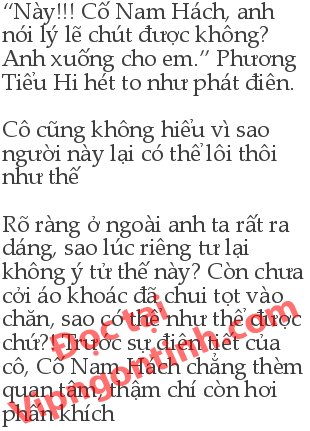 “Này!!! Cố Nam Hách, anh
nói lý lẽ chút được không?
Anh xuống cho em.” Phương
Tiểu Hi hét to như phát điên.
Cô cũng không hiểu vì sao
người này lại có thể lôi thôi
như thế
Rõ ràng ở ngoài anh ta rất ra
dáng, sao lúc riêng tư lại
không ý tử thế này? Còn chưa
cởi áo khoác đã chui tọt vào
chăn, sao có thể như thể được
chứ?! Trước sự điên tiết của
cô, Cố Nam Hách chẳng thèm
quan tâm, thậm chí còn hơi
phấn khích
Đọc tại
Vipngontinh.com